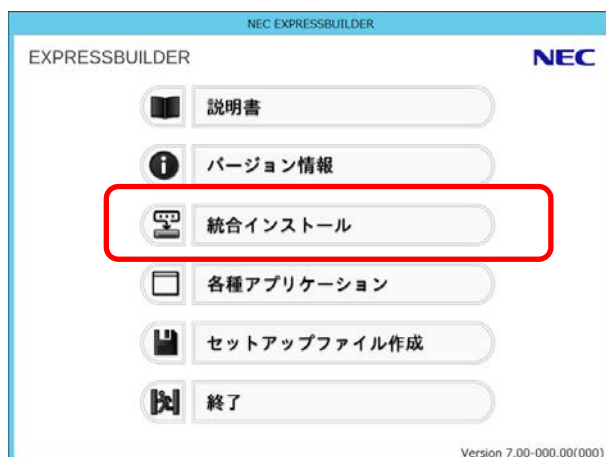 NEC EXPRESSBUILDER
EXPRESSBUILDER
NEC
説明書
バージョン情報
統合インストール
各種アプリケーション
セットアップファイル作成
終了
Version 7.00-000.00(000)